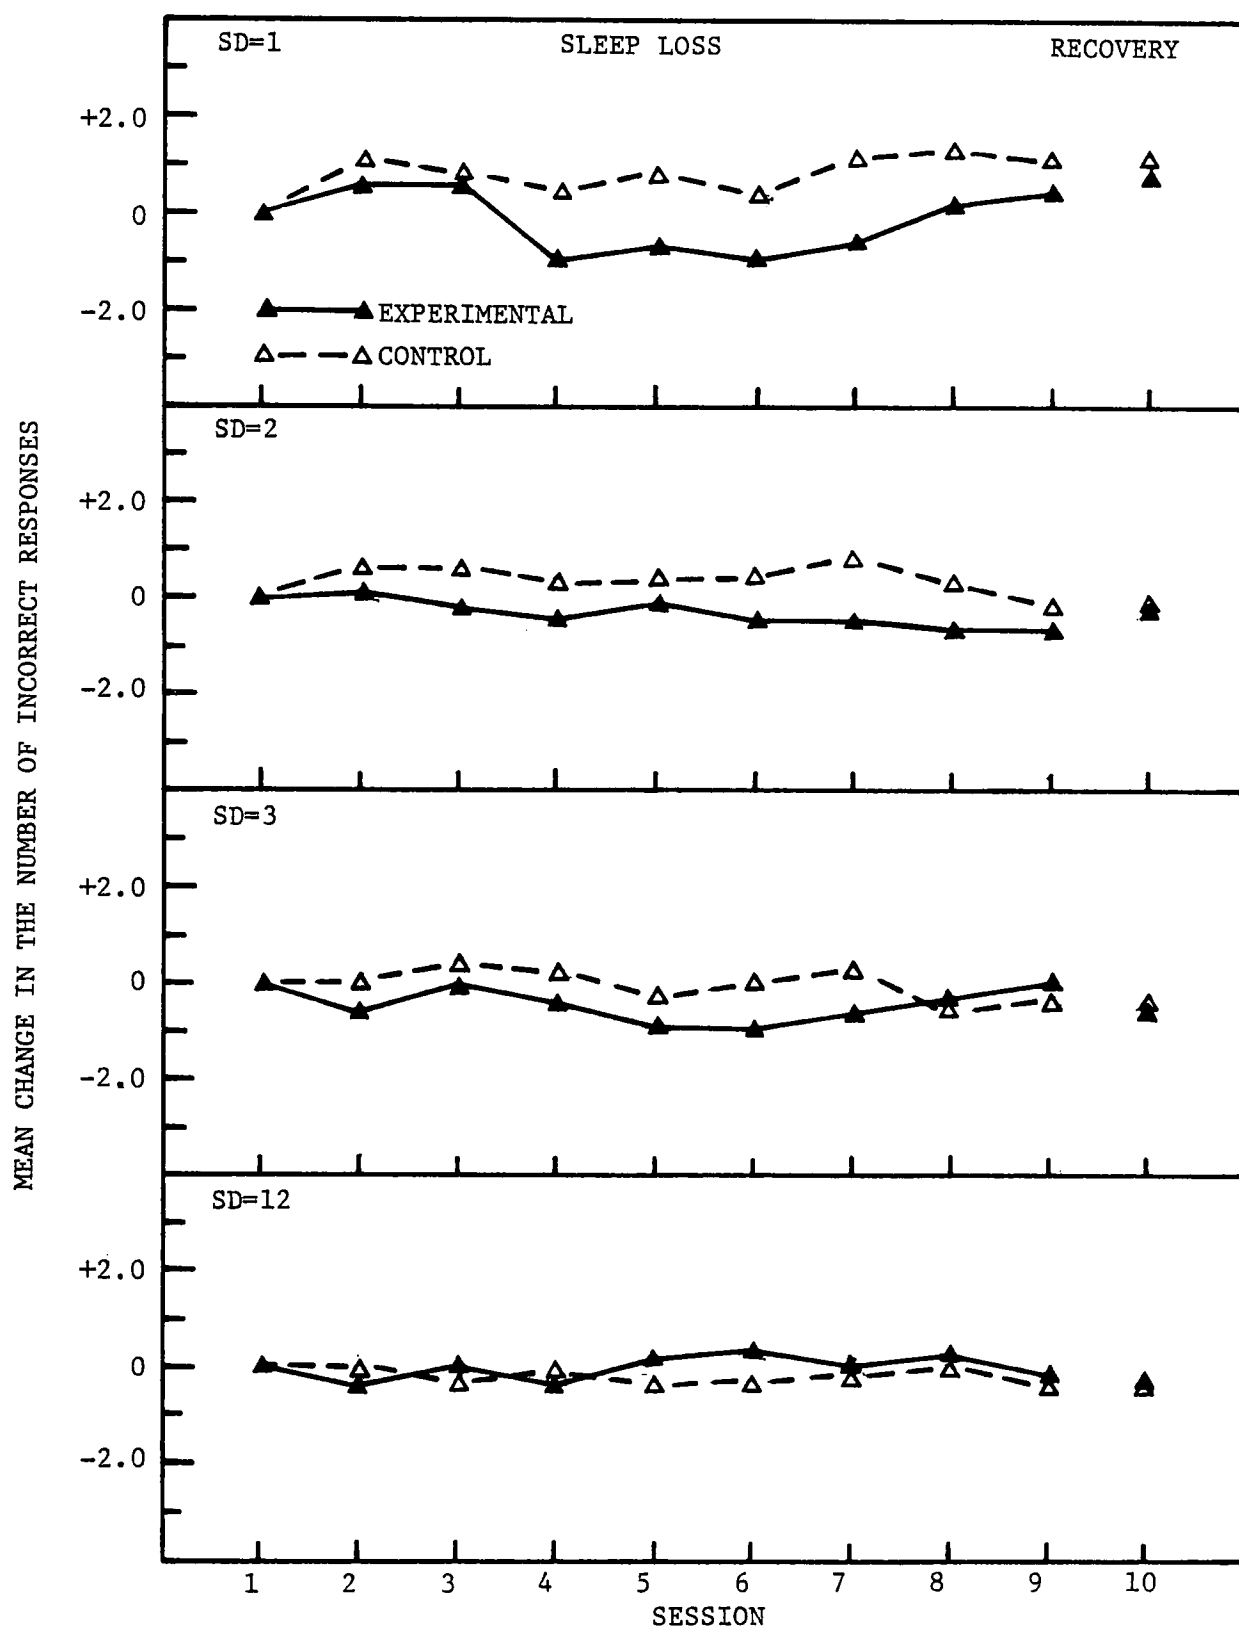 SD=1 SLEEP LOSS RECOVERY
+2.0
0
-2.0
EXPERIMENTAL
CONTROL
SD=2
+2.0
0
-2.0
SD=3
+2.0
0
-2.0
SD=12
+2.0
0
-2.0
1 2 3 4 5 6 7 8 9 10
SESSION
MEAN CHANGE IN THE NUMBER OF INCORRECT RESPONSES